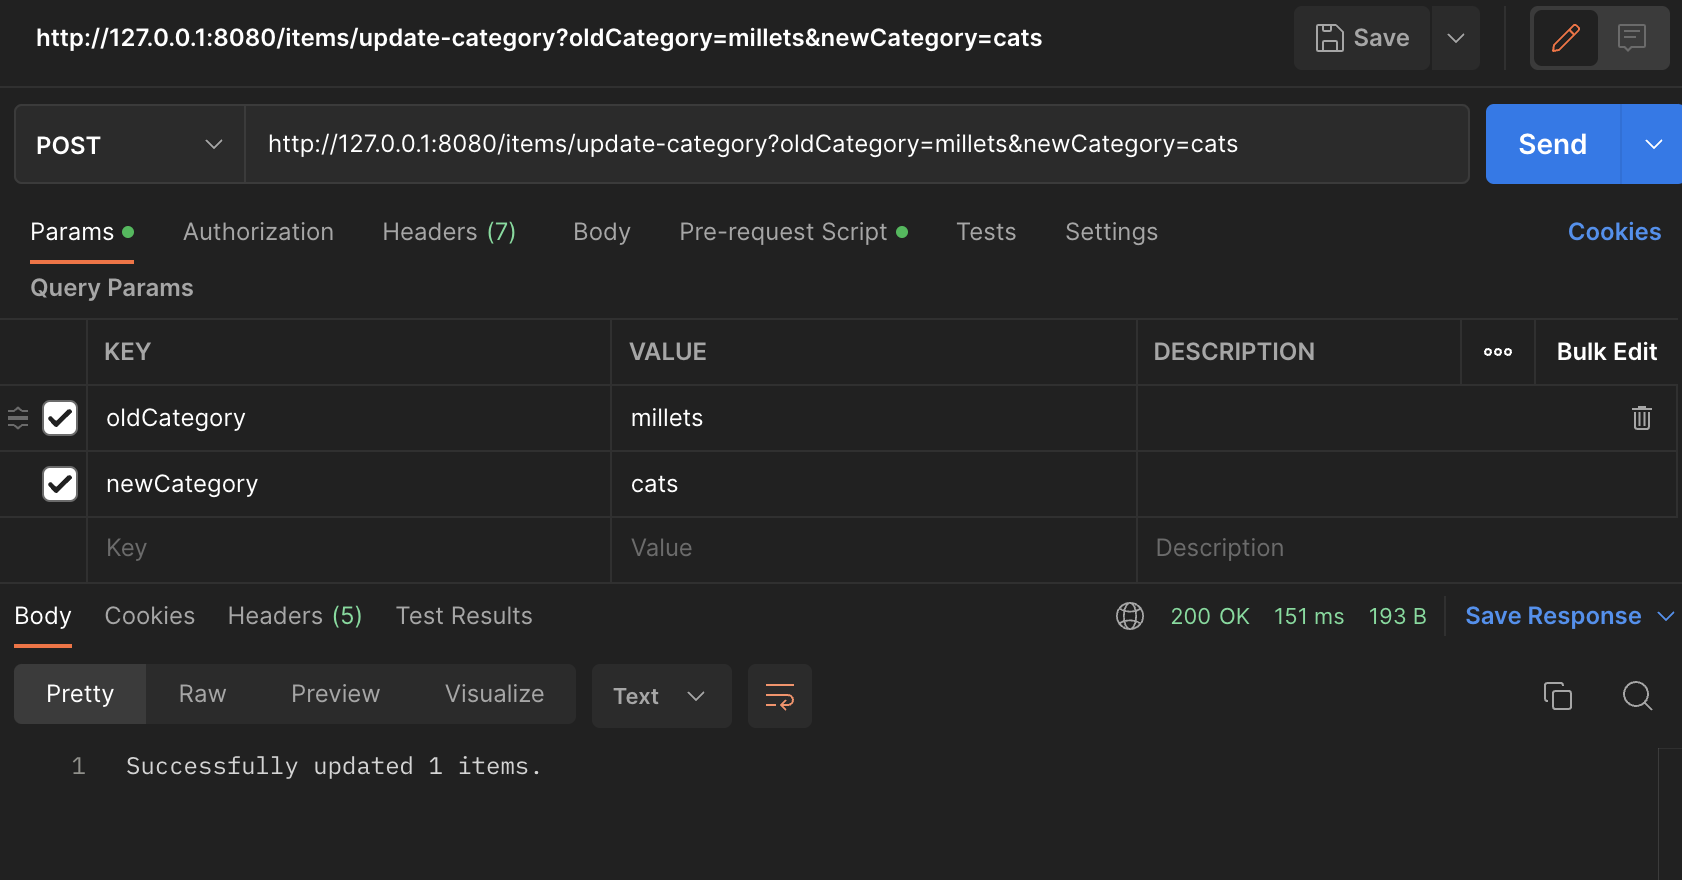 http://127.0.0.1:8080/items/update-category?oldCategory=millets&newCategory=cats Save
POST http://127.0.0.1:8080/items/update-category?oldCategory=millets&newCategory=cats Send
Params Authorization Headers (7) Body Pre-request Script Tests Settings Cookies
Query Params
KEY VALUE DESCRIPTION Bulk Edit
oldCategory millets
newCategory cats
Key Value Description
Body Cookies Headers (5) Test Results 200 OK 151 ms 193 B Save Response
Pretty Raw Preview Visualize Text
1 Successfully updated 1 items.